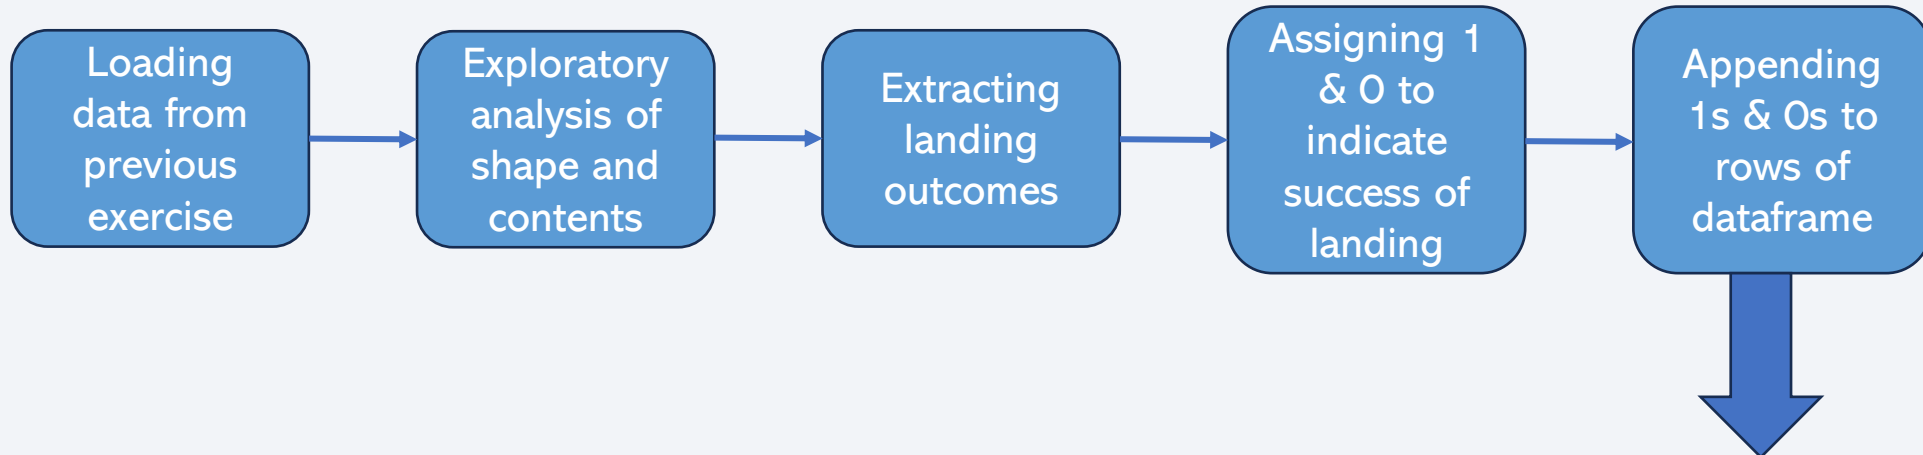 Loading
data from
previous
exercise
Exploratory
analysis of
shape and
contents
Extracting
landing
outcomes
Assigning 1
& 0 to
indicate
success of
landing
Appending
1s & 0s to
rows of
dataframe